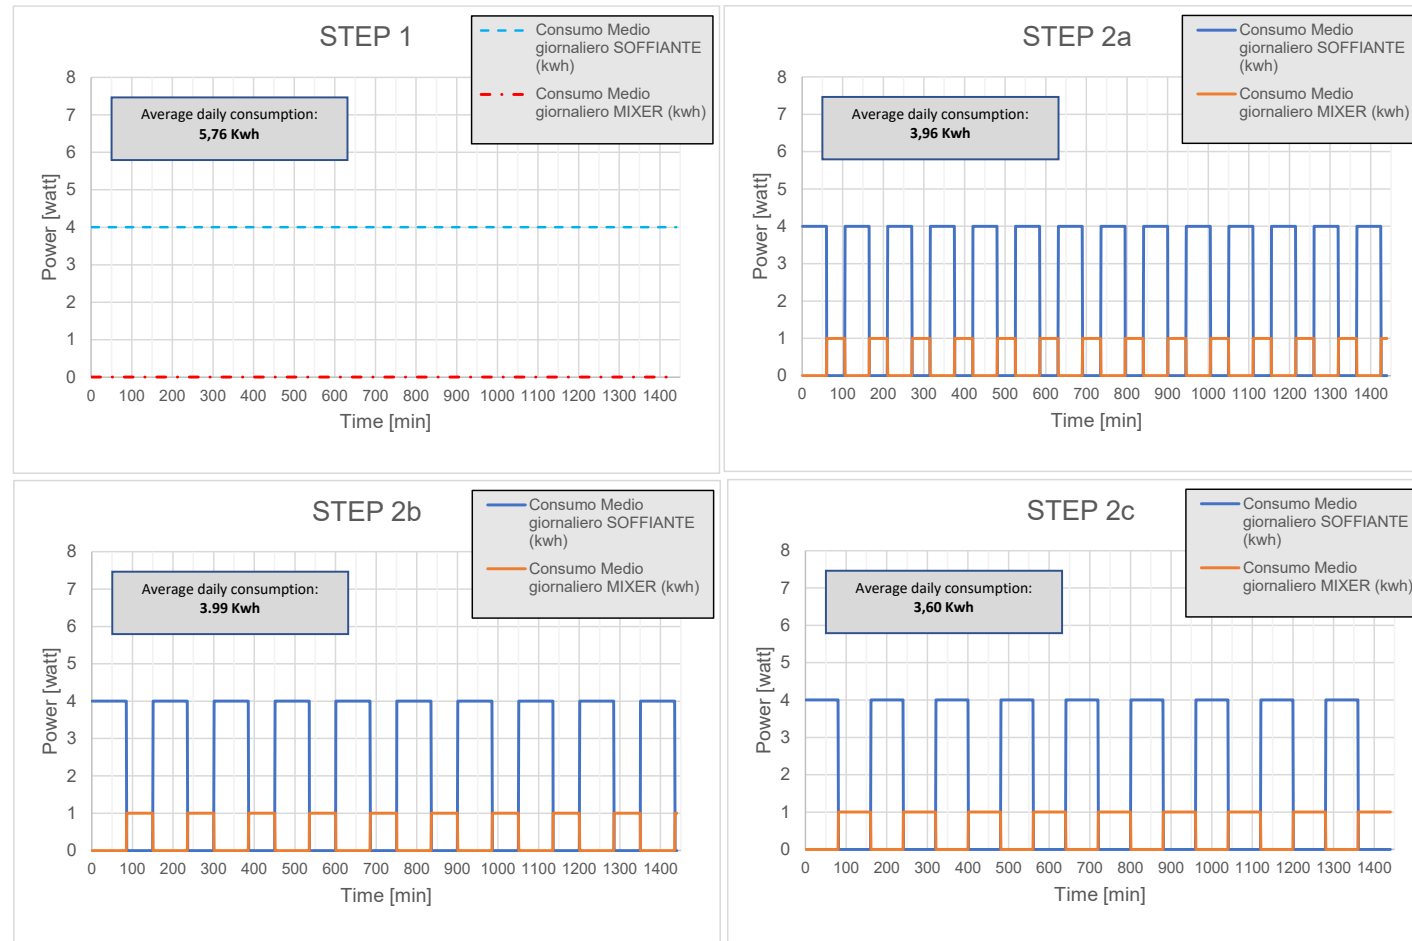 STEP 1
Consumo Medio
giornaliero SOFFIANTE
(kwh)
Consumo Medio
giornaliero MIXER (kwh)
Average daily consumption:
5,76 Kwh
8
7
6
5
4
3
2
1
0
Power [watt]
0 100 200 300 400 500 600 700 800 900 1000 1100 1200 1300 1400
Time [min]
STEP 2a
Consumo Medio
giornaliero SOFFIANTE
(kwh)
Consumo Medio
giornaliero MIXER (kwh)
Average daily consumption:
3,96 Kwh
8
7
6
5
4
3
2
1
0
Power [watt]
0 100 200 300 400 500 600 700 800 900 1000 1100 1200 1300 1400
Time [min]
STEP 2b
Consumo Medio
giornaliero SOFFIANTE
(kwh)
Consumo Medio
giornaliero MIXER (kwh)
Average daily consumption:
3.99 Kwh
8
7
6
5
4
3
2
1
0
Power [watt]
0 100 200 300 400 500 600 700 800 900 1000 1100 1200 1300 1400
Time [min]
STEP 2c
Consumo Medio
giornaliero SOFFIANTE
(kwh)
Consumo Medio
giornaliero MIXER (kwh)
Average daily consumption:
3,60 Kwh
8
7
6
5
4
3
2
1
0
Power [watt]
0 100 200 300 400 500 600 700 800 900 1000 1100 1200 1300 1400
Time [min]